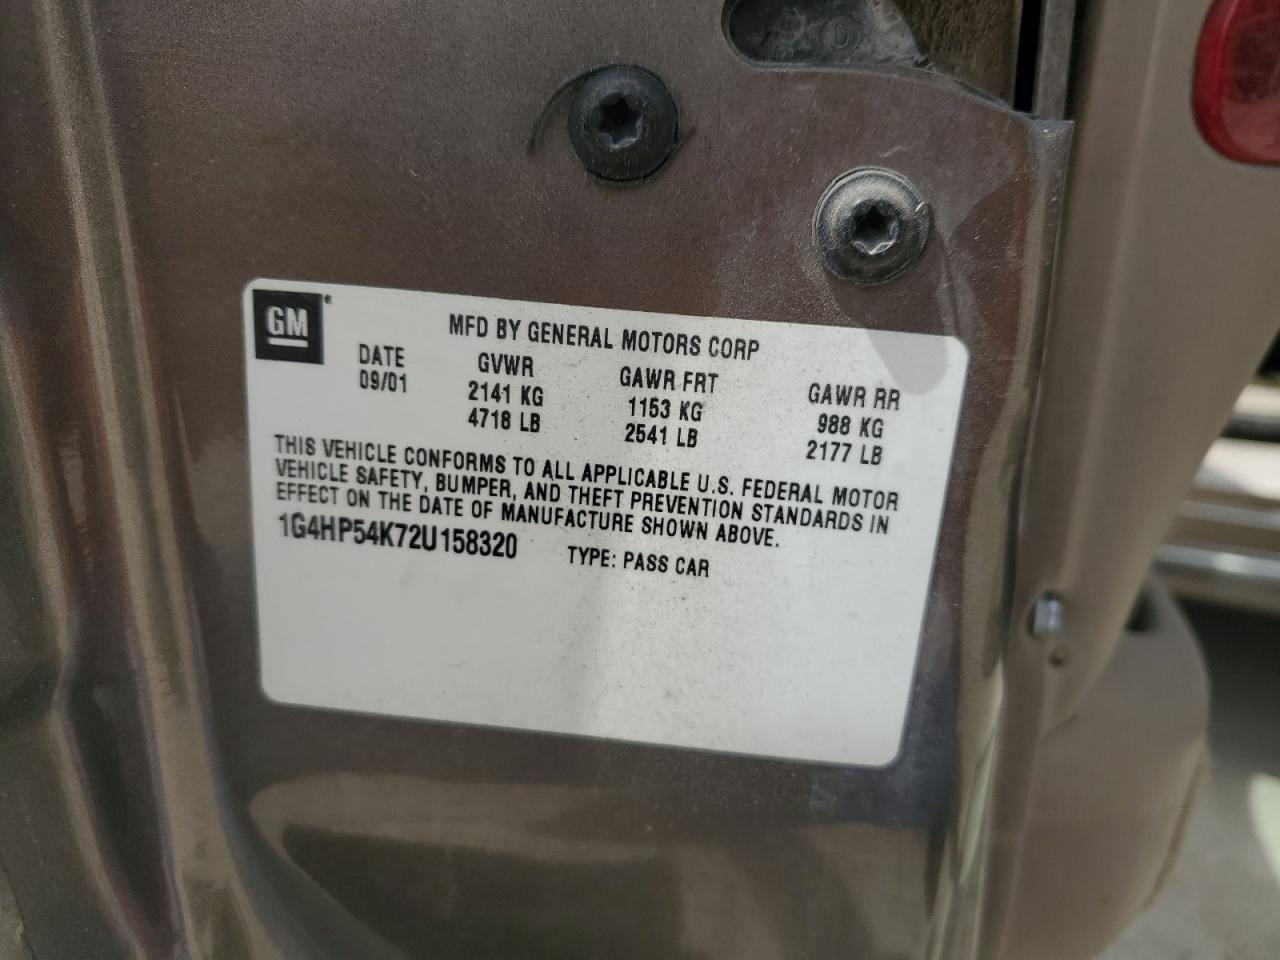 GM®
MFD BY GENERAL MOTORS CORP
DATE GVWR GAWR FRT GAWR RR
09/01 2141 KG 1153 KG 988 KG
4718 LB 2541 LB 2177 LB
THIS VEHICLE CONFORMS TO ALL APPLICABLE U.S. FEDERAL MOTOR
VEHICLE SAFETY, BUMPER, AND THEFT PREVENTION STANDARDS IN
EFFECT ON THE DATE OF MANUFACTURE SHOWN ABOVE.
1G4HP54K72U158320 TYPE: PASS CAR